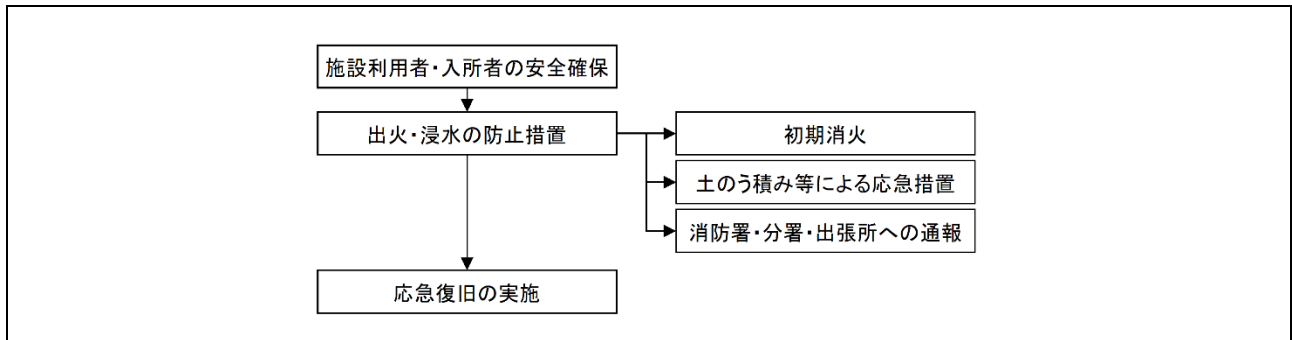 施設利用者・入所者の安全確保
出火・浸水の防止措置
初期消火
土のう積み等による応急措置
消防署・分署・出張所への通報
応急復旧の実施